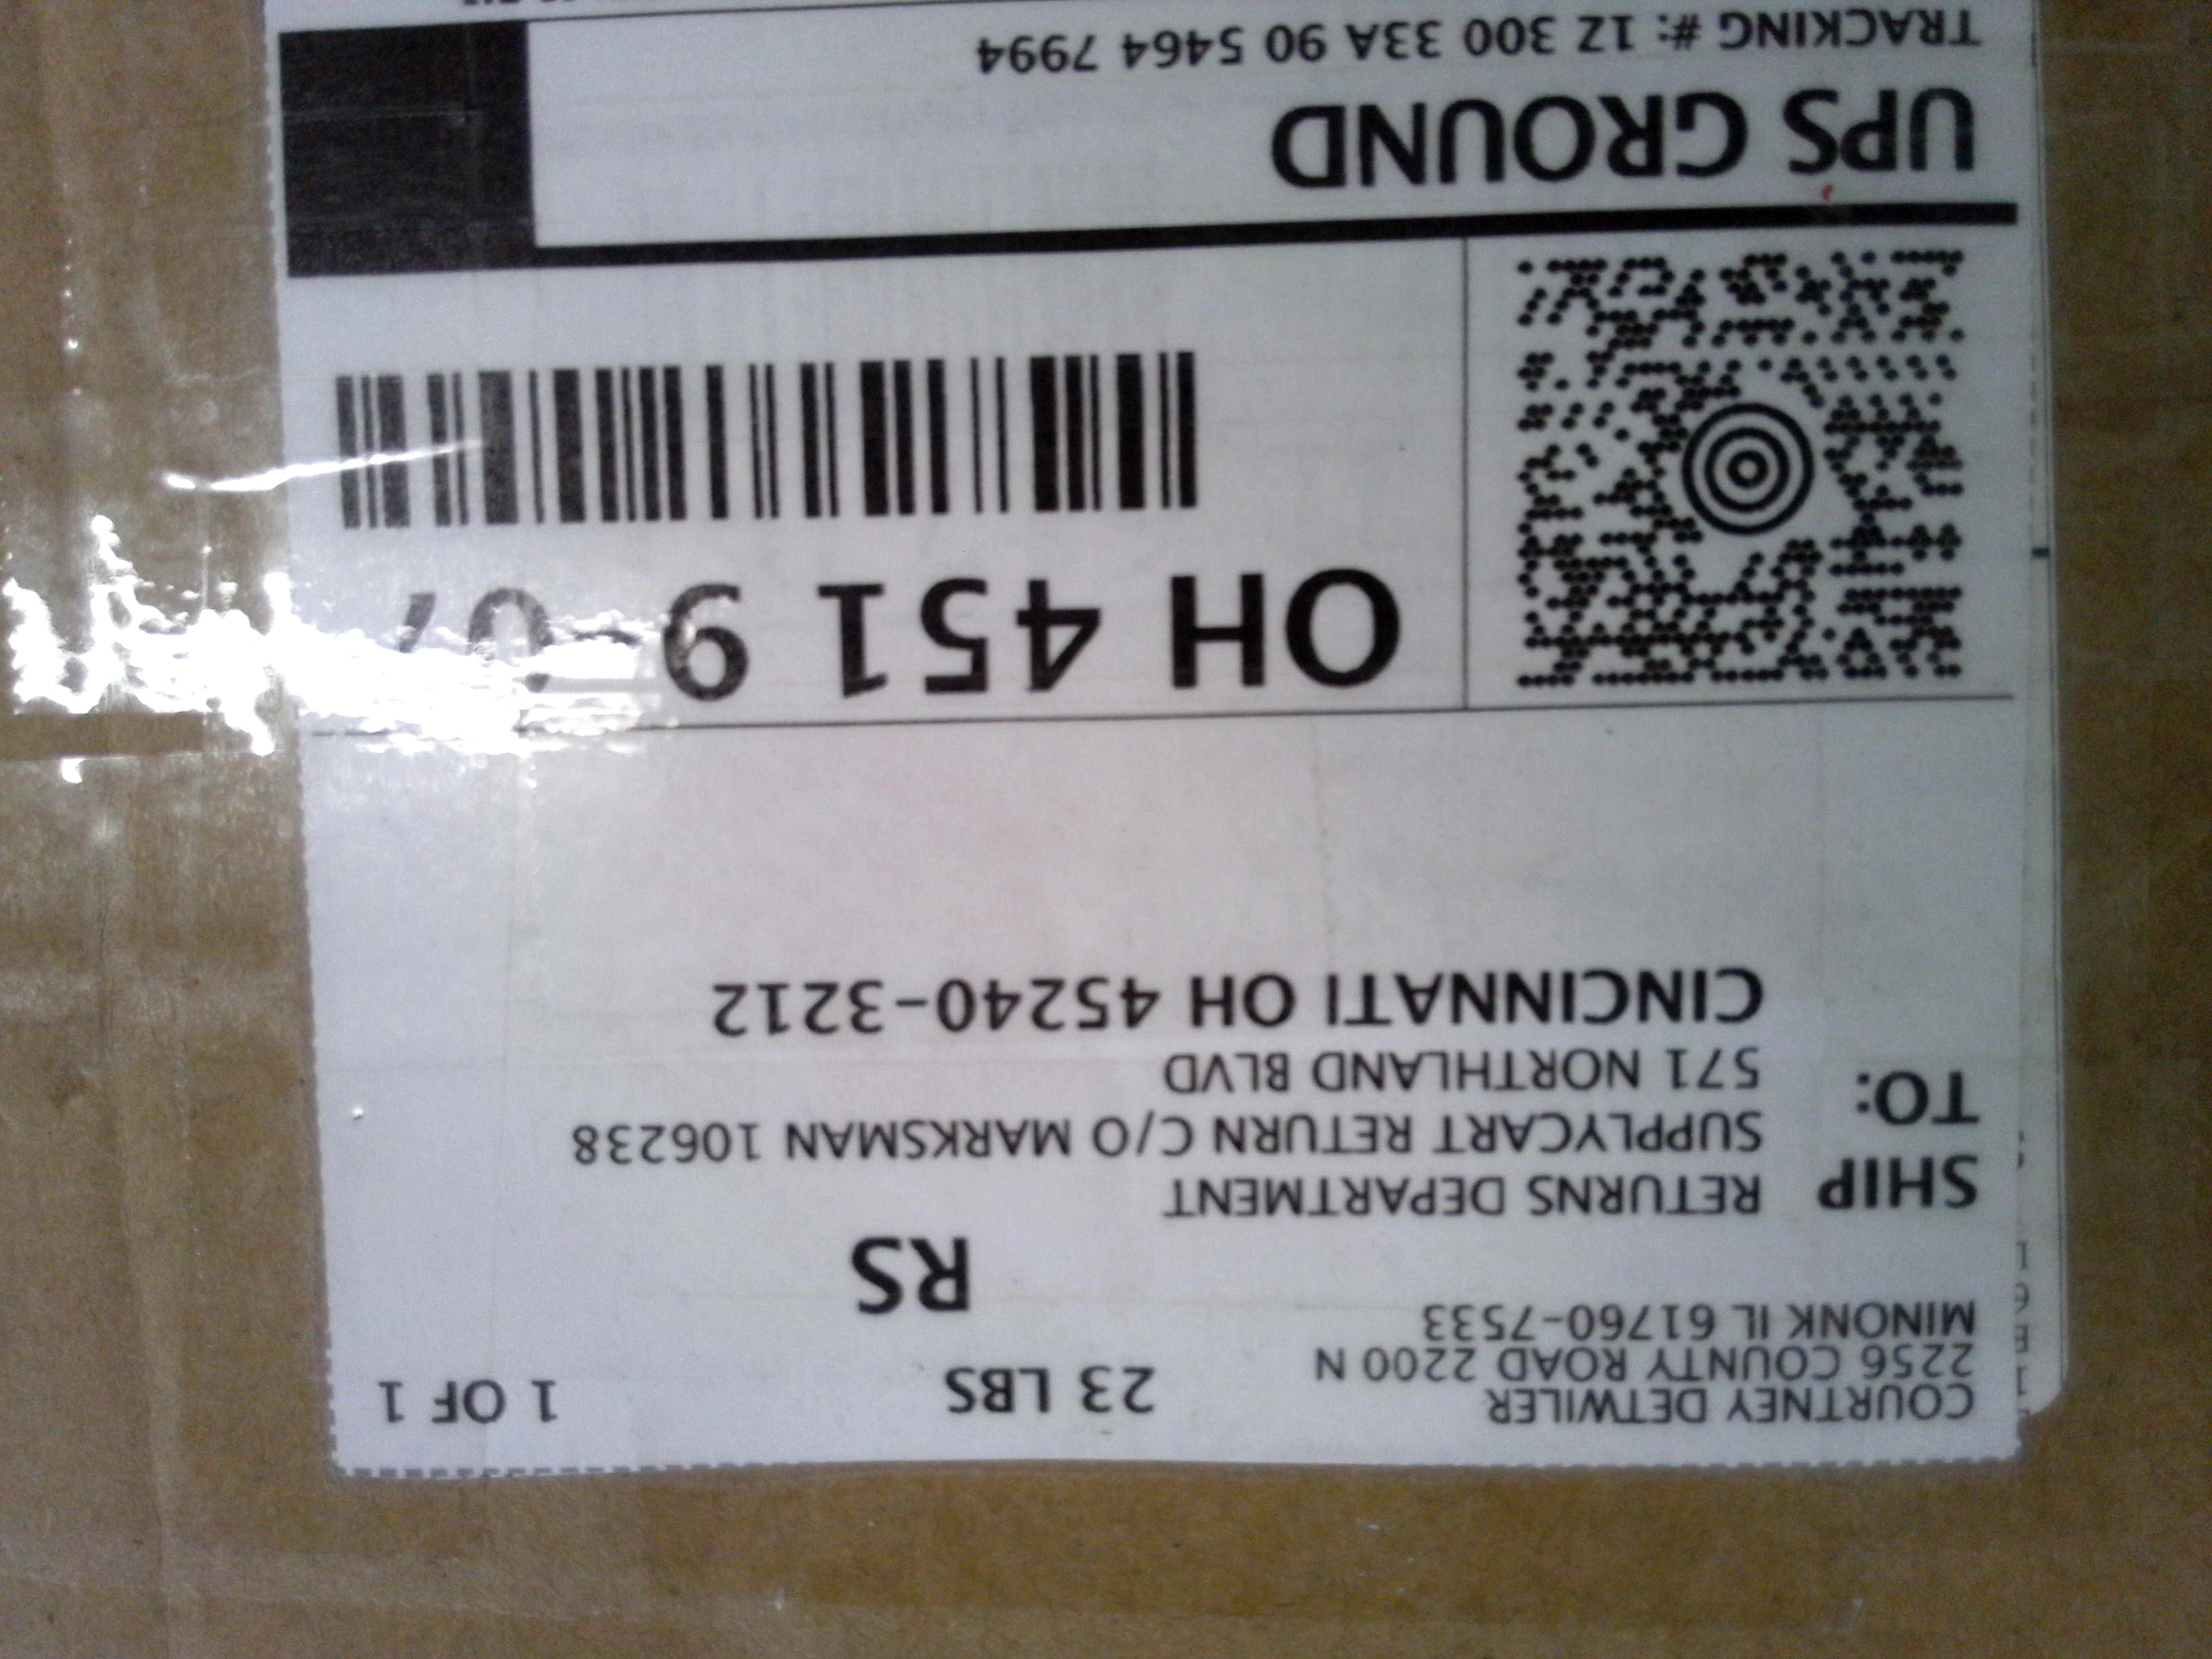 COURTNEY DETWILER
2256 COUNTY ROAD 2200 N
MINONK IL 61760-7533
23 LBS
1 OF 1
RS
SHIP
TO:
RETURNS DEPARTMENT
SUPPLYCART RETURN C/O MARKSMAN 106238
571 NORTHLAND BLVD
CINCINNATI OH 45240-3212
OH 451 9-0
UPS GROUND
TRACKING #: 1Z 300 33A 90 5464 7994